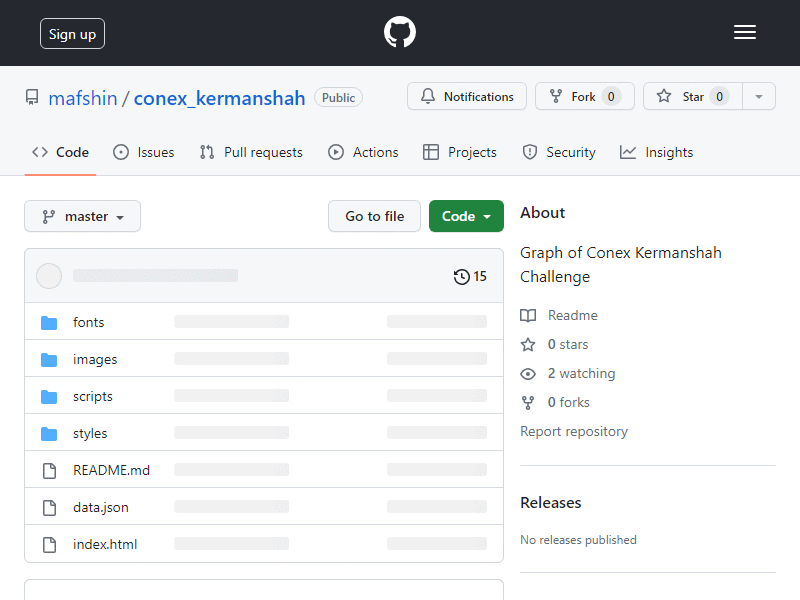 Sign up
mafshin / conex_kermanshah Public
Notifications
Fork 0
Star 0
Code
Issues
Pull requests
Actions
Projects
Security
Insights
master
Go to file
Code
15
fonts
images
scripts
styles
README.md
data.json
index.html
About
Graph of Conex Kermanshah
Challenge
Readme
0 stars
2 watching
0 forks
Report repository
Releases
No releases published